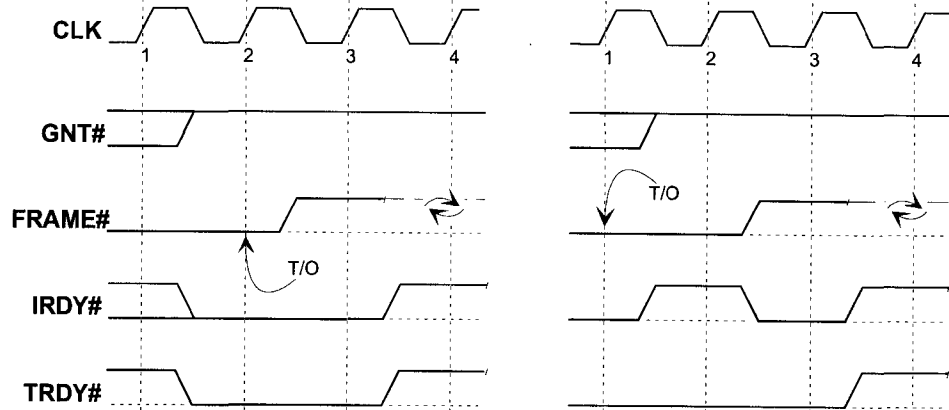 CLK
1 2 3 4 1 2 3 4
GNT#
FRAME#
T/O T/O
IRDY#
TRDY#